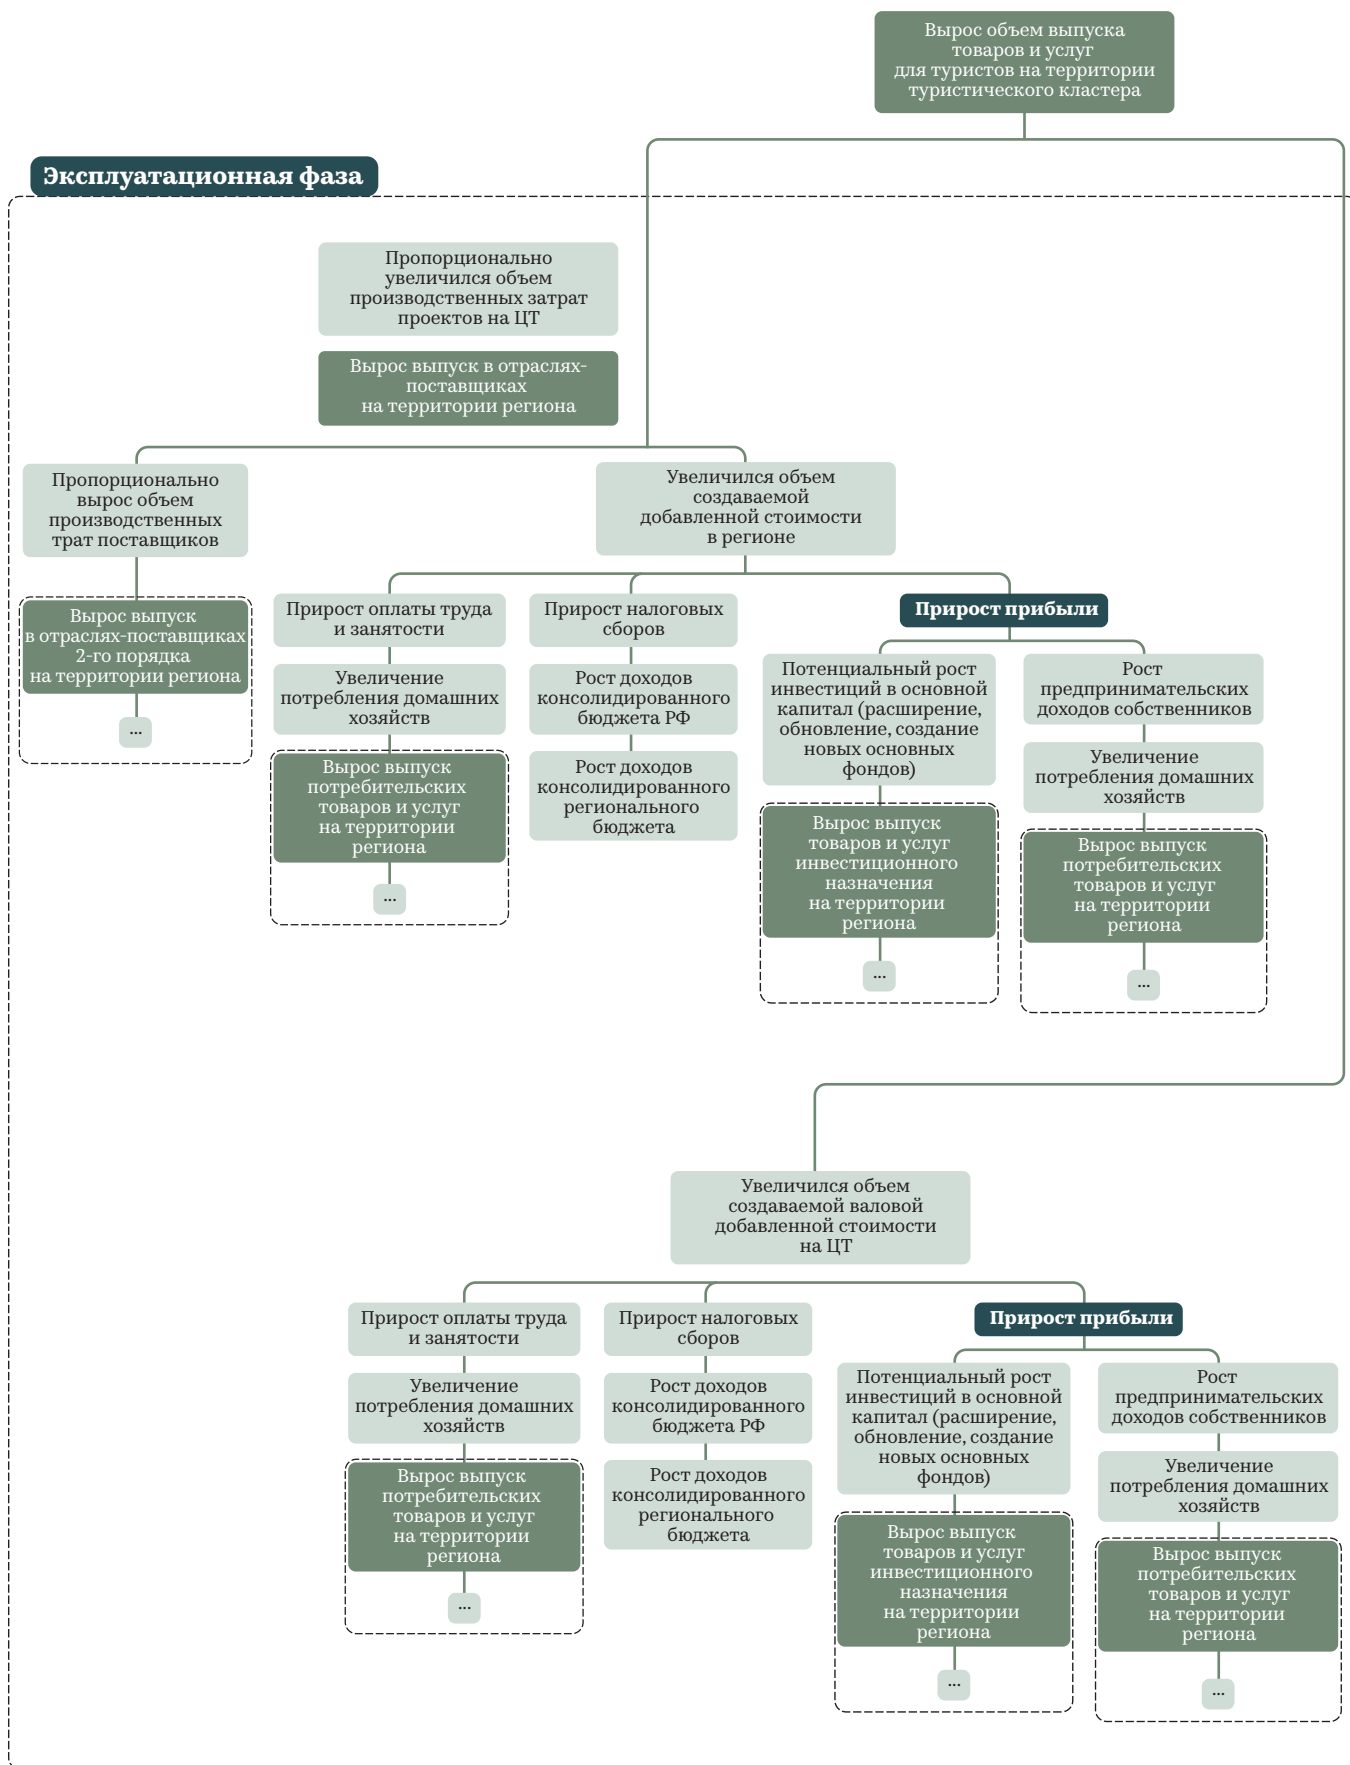 Вырос объем выпуска
товаров и услуг
для туристов на территории
туристического кластера
Эксплуатационная фаза
Пропорционально
увеличился объем
производственных затрат
проектов на ЦТ
Вырос выпуск в отраслях-
поставщиках
на территории региона
Пропорционально
вырос объем
производственных
трат поставщиков
Вырос выпуск
в отраслях-поставщиках
2-го порядка
на территории региона
...
Увеличился объем
создаваемой
добавленной стоимости
в регионе
Прирост оплаты труда
и занятости
Увеличение
потребления домашних
хозяйств
Вырос выпуск
потребительских
товаров и услуг
на территории
региона
...
Прирост налоговых
сборов
Рост доходов
консолидированного
бюджета РФ
Рост доходов
консолидированного
регионального
бюджета
Прирост прибыли
Потенциальный рост
инвестиций в основной
капитал (расширение,
обновление, создание
новых основных
фондов)
Вырос выпуск
товаров и услуг
инвестиционного
назначения
на территории
региона
...
Рост
предпринимательских
доходов собственников
Увеличение
потребления домашних
хозяйств
Вырос выпуск
потребительских
товаров и услуг
на территории
региона
...
Увеличился объем
создаваемой валовой
добавленной стоимости
на ЦТ
Прирост оплаты труда
и занятости
Увеличение
потребления домашних
хозяйств
Вырос выпуск
потребительских
товаров и услуг
на территории
региона
...
Прирост налоговых
сборов
Рост доходов
консолидированного
бюджета РФ
Рост доходов
консолидированного
регионального
бюджета
Прирост прибыли
Потенциальный рост
инвестиций в основной
капитал (расширение,
обновление, создание
новых основных
фондов)
Вырос выпуск
товаров и услуг
инвестиционного
назначения
на территории
региона
...
Рост
предпринимательских
доходов собственников
Увеличение
потребления домашних
хозяйств
Вырос выпуск
потребительских
товаров и услуг
на территории
региона
...